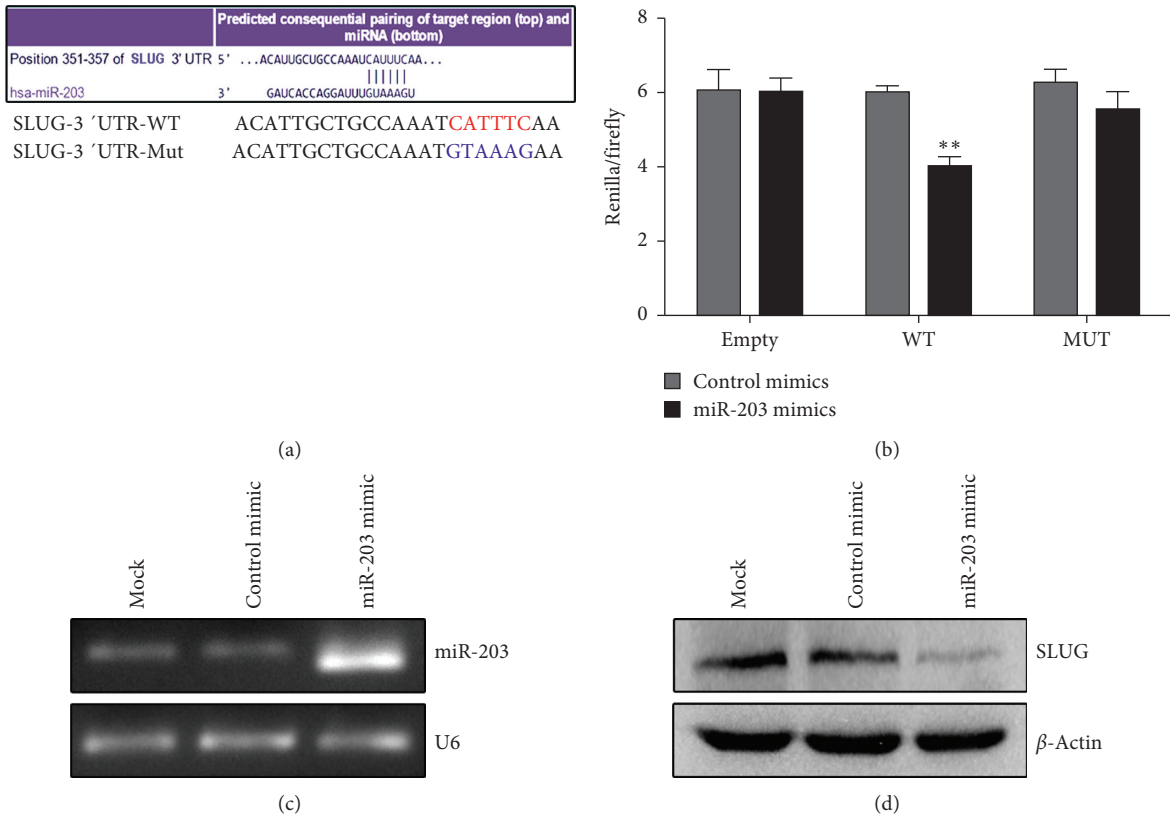 Predicted consequential pairing of target region (top) and
miRNA (bottom)
Position 351-357 of SLUG 3' UTR 5' ...ACAUUGCUGCCAAAUCAUUUCAA...
hsa-miR-203 3' GAUCACCAGGAUUUGUAAAGU
SLUG-3 ´UTR-WT ACATTGCTGCCAAATCATTTCAA
SLUG-3 ´UTR-Mut ACATTGCTGCCAAATGTAAAGAA
(a)
8
6
4
2
0
Renilla/firefly
**
Empty WT MUT
Control mimics
miR-203 mimics
(b)
Mock Control mimic miR-203 mimic
miR-203
U6
(c)
Mock Control mimic miR-203 mimic
SLUG
β-Actin
(d)